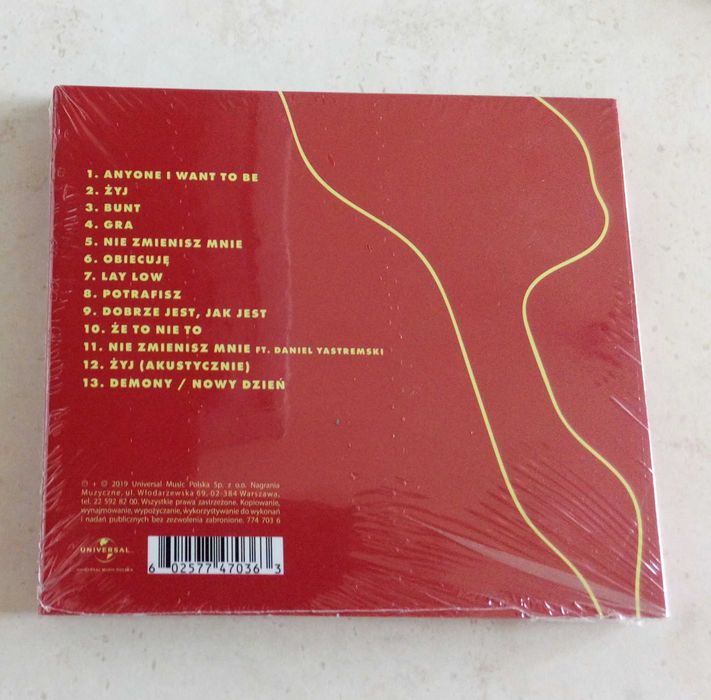 1. ANYONE I WANT TO BE
2. ŻYJ
3. BUNT
4. GRA
5. NIE ZMIENISZ MNIE
6. OBIECUJĘ
7. LAY LOW
8. POTRAFISZ
9. DOBRZE JEST, JAK JEST
10. ŻE TO NIE TO
11. NIE ZMIENISZ MNIE FT. DANIEL YASTREMSKI
12. ŻYJ (AKUSTYCZNIE)
13. DEMONY / NOWY DZIEŃ
℗ + © 2019 Universal Music Polska Sp. z o.o. Nagrania
Muzyczne, ul. Włodarzewska 69, 02-384 Warszawa,
tel. 22 592 82 00. Wszystkie prawa zastrzeżone. Kopiowanie,
wynajmowanie, wypożyczanie, wykorzystywanie do wykonań
i nadań publicznych bez zezwolenia zabronione. 774 703 6
UNIVERSAL
UNIVERSAL MUSIC POLSKA
6 02577 47036 3